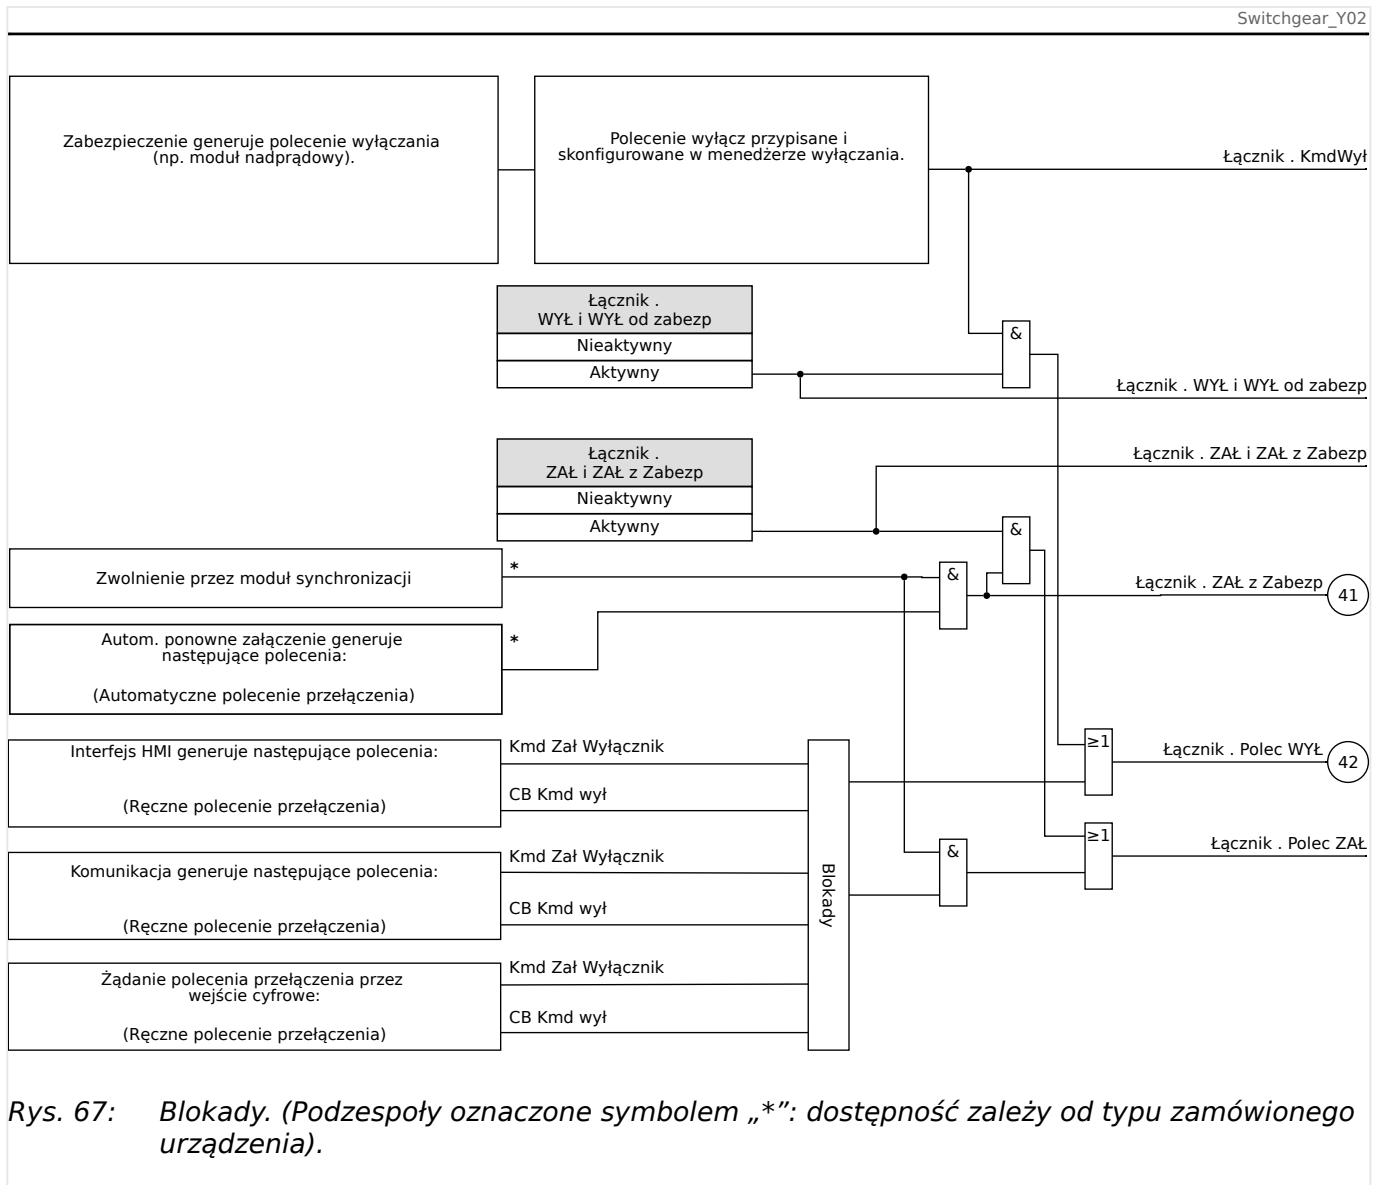 Switchgear_Y02
Zabezpieczenie generuje polecenie wyłączania
(np. moduł nadprądowy).
Polecenie wyłącz przypisane i
skonfigurowane w menedżerze wyłączania.
Łącznik . KmdWył
Łącznik .
WYŁ i WYŁ od zabezp
Nieaktywny
Aktywny
&
Łącznik . WYŁ i WYŁ od zabezp
Łącznik .
ZAŁ i ZAŁ z Zabezp
Nieaktywny
Aktywny
Łącznik . ZAŁ i ZAŁ z Zabezp
&
Zwolnienie przez moduł synchronizacji
*
&
Łącznik . ZAŁ z Zabezp
41
Autom. ponowne załączenie generuje
następujące polecenia:
(Automatyczne polecenie przełączenia)
*
Interfejs HMI generuje następujące polecenia:
(Ręczne polecenie przełączenia)
Kmd Zał Wyłącznik
CB Kmd wył
≥1
Łącznik . Polec WYŁ
42
Komunikacja generuje następujące polecenia:
(Ręczne polecenie przełączenia)
Kmd Zał Wyłącznik
CB Kmd wył
Blokady
&
≥1
Łącznik . Polec ZAŁ
Żądanie polecenia przełączenia przez
wejście cyfrowe:
(Ręczne polecenie przełączenia)
Kmd Zał Wyłącznik
CB Kmd wył
Rys. 67: Blokady. (Podzespoły oznaczone symbolem „*”: dostępność zależy od typu zamówionego
urządzenia).